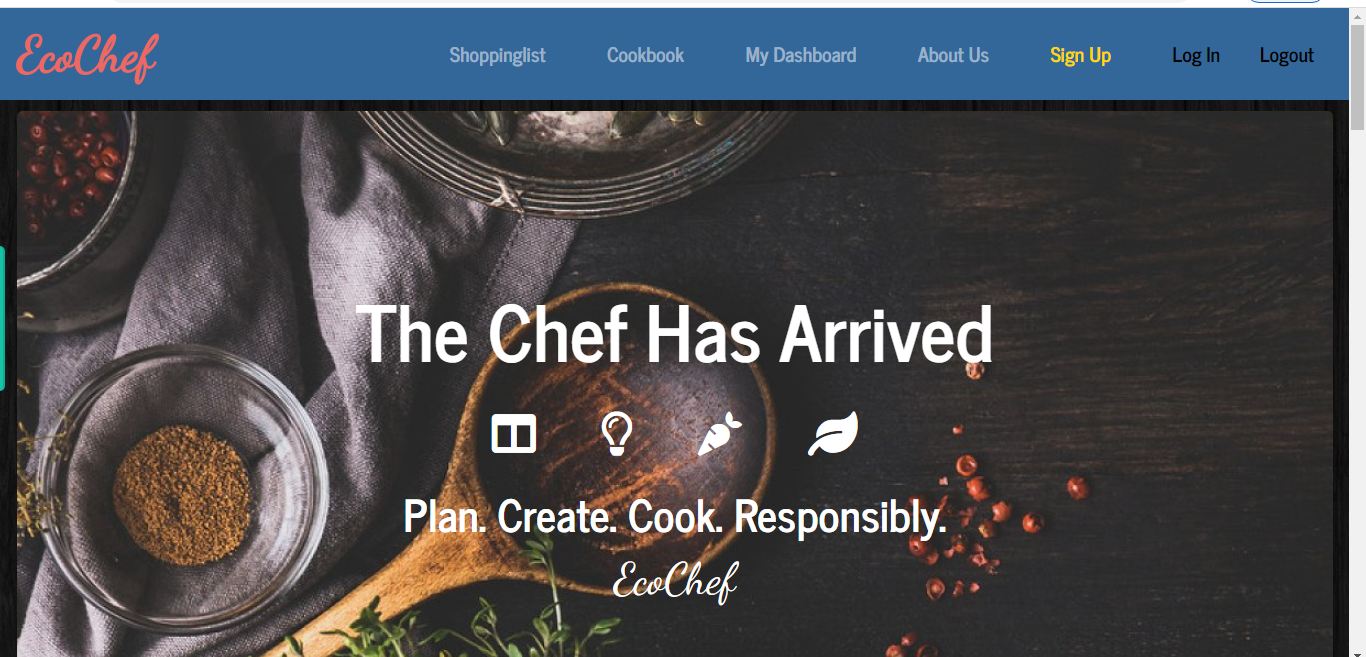 EcoChef Shoppinglist Cookbook My Dashboard About Us Sign Up Log In Logout
The Chef Has Arrived
Plan. Create. Cook. Responsibly.
EcoChef